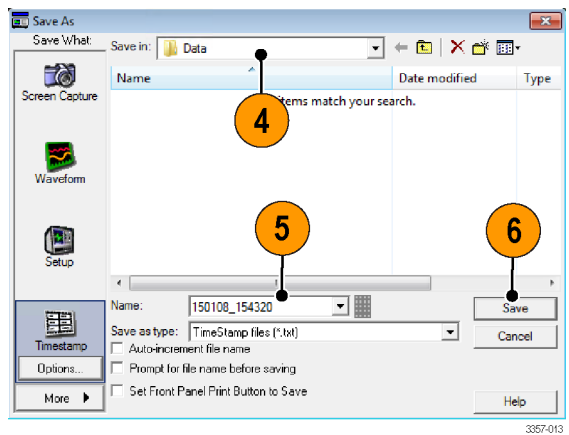 Save As
Save What:
Save in: Data
Name Date modified Type
items match your search.
4
Screen Capture
Waveform
5
6
Setup
Name: 150108_154320 Save
Save as type: TimeStamp files (*.txt) Cancel
Timestamp
Auto-increment file name
Options... Prompt for file name before saving
More Set Front Panel Print Button to Save Help
3357-013